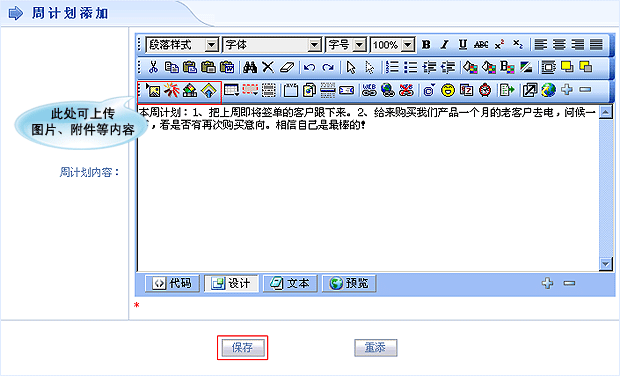 周计划添加
段落样式 字体 字号 100% B I U ABC x² x₂
此处可上传
图片、附件等内容
本周计划：1、把上周即将签单的客户跟下来。2、给来购买我们产品一个月的老客户去电，问候一
，看是否有再次购买意向。相信自己是最棒的！
周计划内容：
代码 设计 文本 预览
*
保存 重添